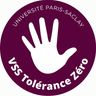 UNIVERSITÉ PARIS-SACLAY
VSS Tolérance Zéro